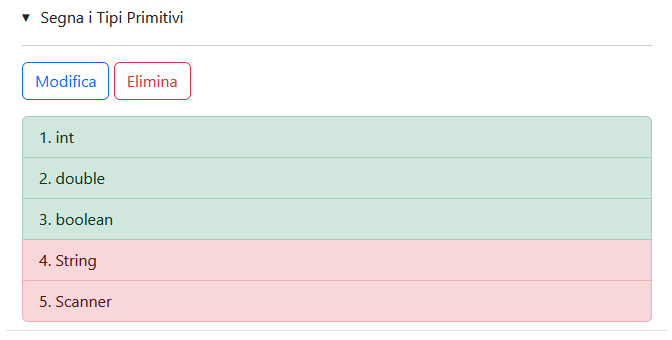 ▼ Segna i Tipi Primitivi
Modifica Elimina
1. int
2. double
3. boolean
4. String
5. Scanner